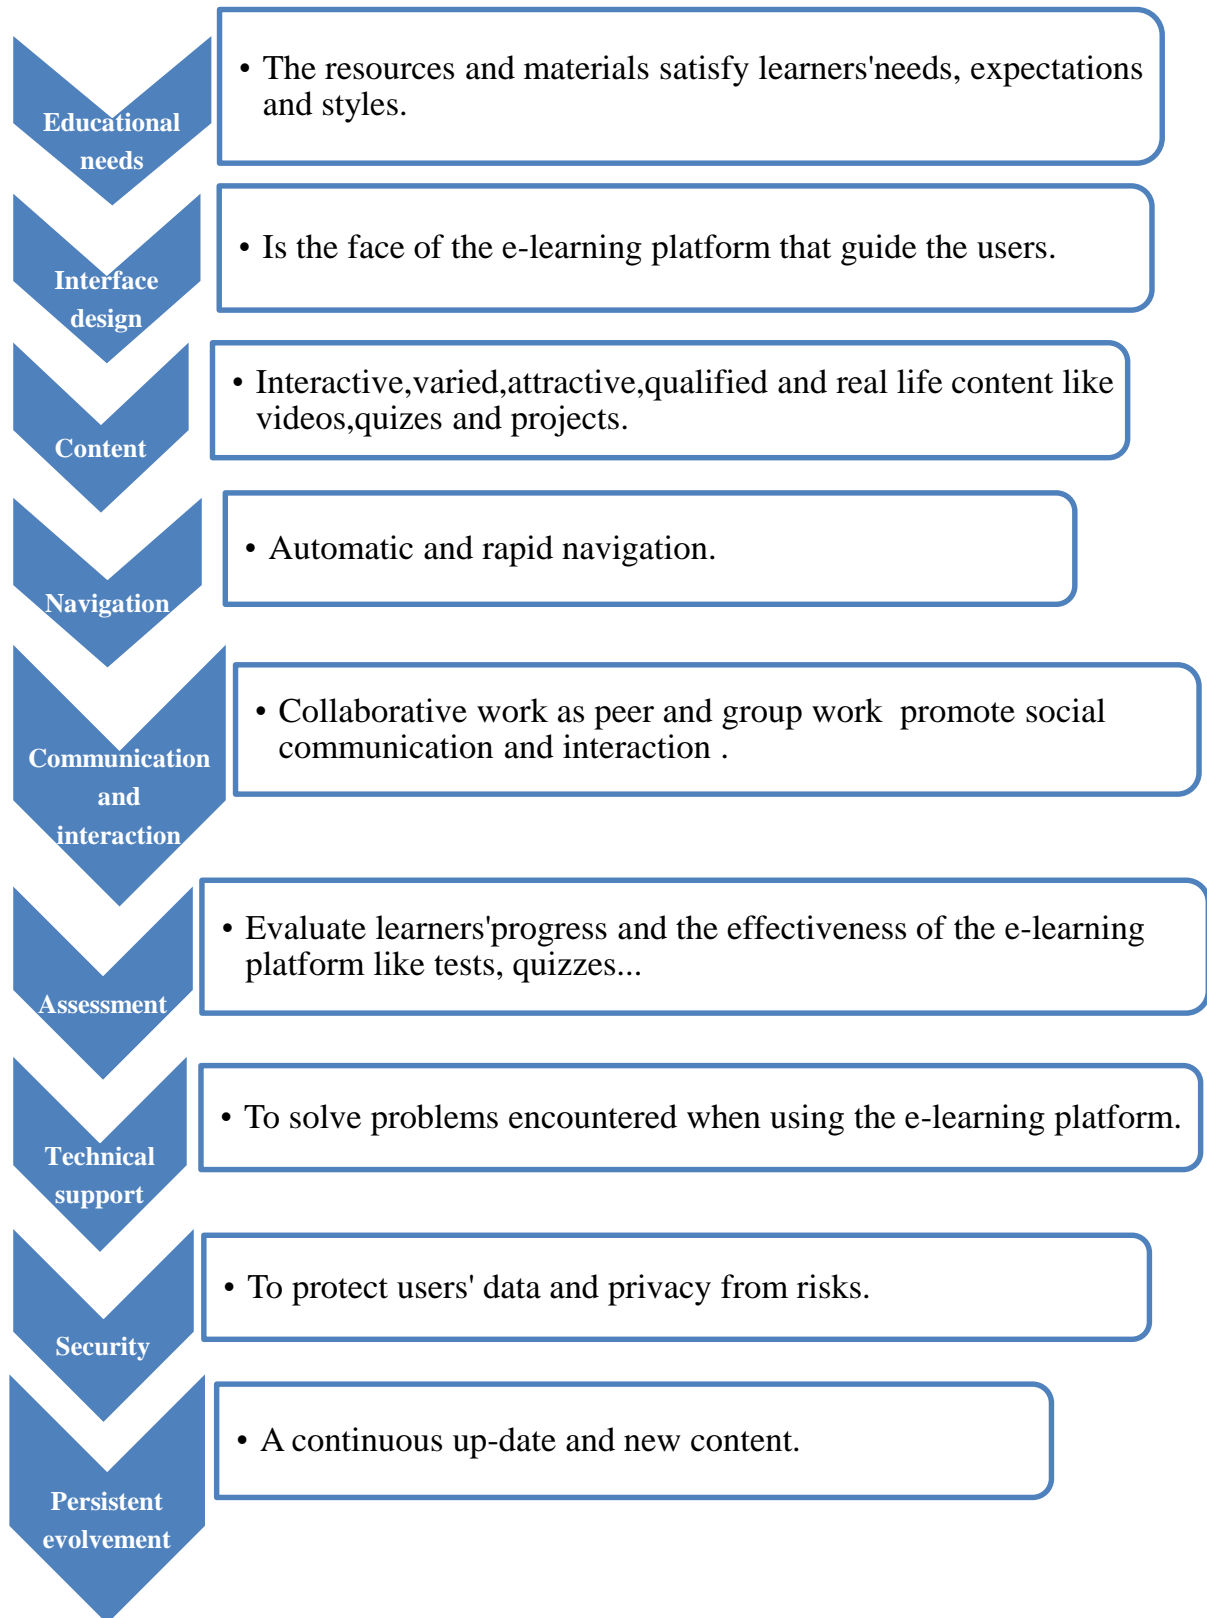 Educational
needs
• The resources and materials satisfy learners'needs, expectations
and styles.
Interface
design
• Is the face of the e-learning platform that guide the users.
Content
• Interactive,varied,attractive,qualified and real life content like
videos,quizes and projects.
Navigation
• Automatic and rapid navigation.
Communication
and
interaction
• Collaborative work as peer and group work  promote social
communication and interaction .
Assessment
• Evaluate learners'progress and the effectiveness of the e-learning
platform like tests, quizzes...
Technical
support
• To solve problems encountered when using the e-learning platform.
Security
• To protect users' data and privacy from risks.
Persistent
evolvement
• A continuous up-date and new content.